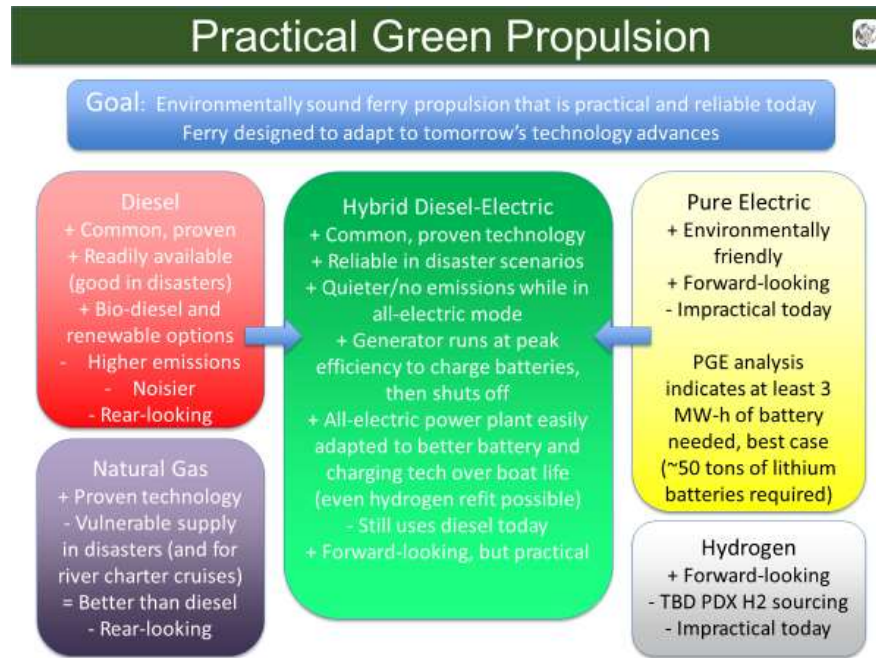 Practical Green Propulsion
Goal: Environmentally sound ferry propulsion that is practical and reliable today
Ferry designed to adapt to tomorrow's technology advances
Diesel
+ Common, proven
+ Readily available
(good in disasters)
+ Bio-diesel and
renewable options
- Higher emissions
- Noisier
- Rear-looking
Natural Gas
+ Proven technology
- Vulnerable supply
in disasters (and for
river charter cruises)
= Better than diesel
- Rear-looking
Hybrid Diesel-Electric
+ Common, proven technology
+ Reliable in disaster scenarios
+ Quieter/no emissions while in
all-electric mode
+ Generator runs at peak
efficiency to charge batteries,
then shuts off
+ All-electric power plant easily
adapted to better battery and
charging tech over boat life
(even hydrogen refit possible)
- Still uses diesel today
+ Forward-looking, but practical
Pure Electric
+ Environmentally
friendly
+ Forward-looking
- Impractical today
PGE analysis
indicates at least 3
MW-h of battery
needed, best case
(~50 tons of lithium
batteries required)
Hydrogen
+ Forward-looking
- TBD PDX H2 sourcing
- Impractical today